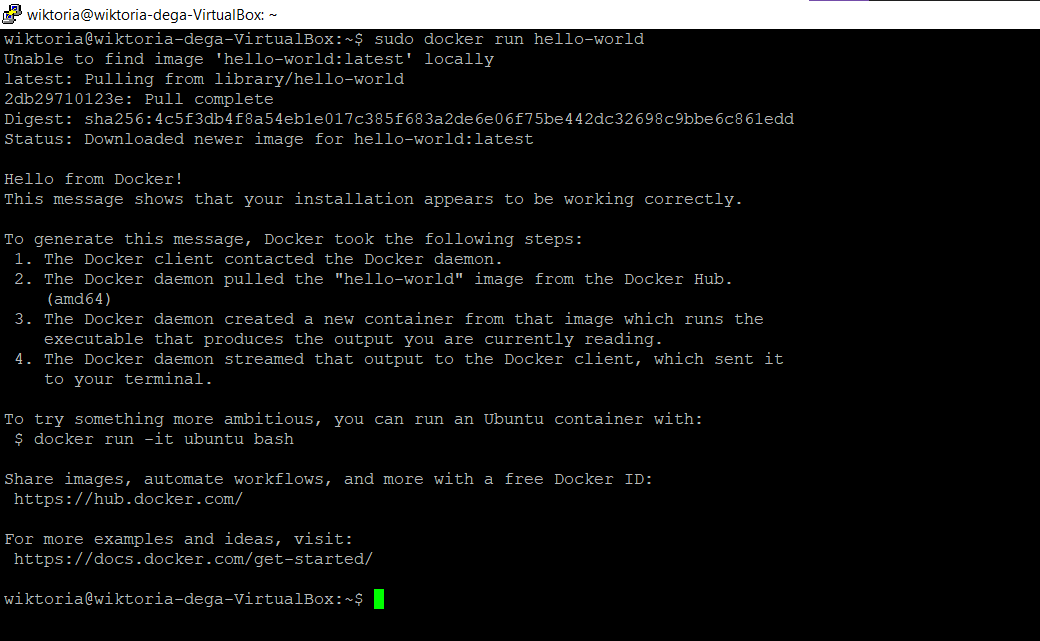 wiktoria@wiktoria-dega-VirtualBox: ~
wiktoria@wiktoria-dega-VirtualBox:~$ sudo docker run hello-world
Unable to find image 'hello-world:latest' locally
latest: Pulling from library/hello-world
2db29710123e: Pull complete
Digest: sha256:4c5f3db4f8a54eb1e017c385f683a2de6e06f75be442dc32698c9bbe6c861edd
Status: Downloaded newer image for hello-world:latest

Hello from Docker!
This message shows that your installation appears to be working correctly.

To generate this message, Docker took the following steps:
 1. The Docker client contacted the Docker daemon.
 2. The Docker daemon pulled the "hello-world" image from the Docker Hub.
    (amd64)
 3. The Docker daemon created a new container from that image which runs the
    executable that produces the output you are currently reading.
 4. The Docker daemon streamed that output to the Docker client, which sent it
    to your terminal.

To try something more ambitious, you can run an Ubuntu container with:
 $ docker run -it ubuntu bash

Share images, automate workflows, and more with a free Docker ID:
 https://hub.docker.com/

For more examples and ideas, visit:
 https://docs.docker.com/get-started/

wiktoria@wiktoria-dega-VirtualBox:~$